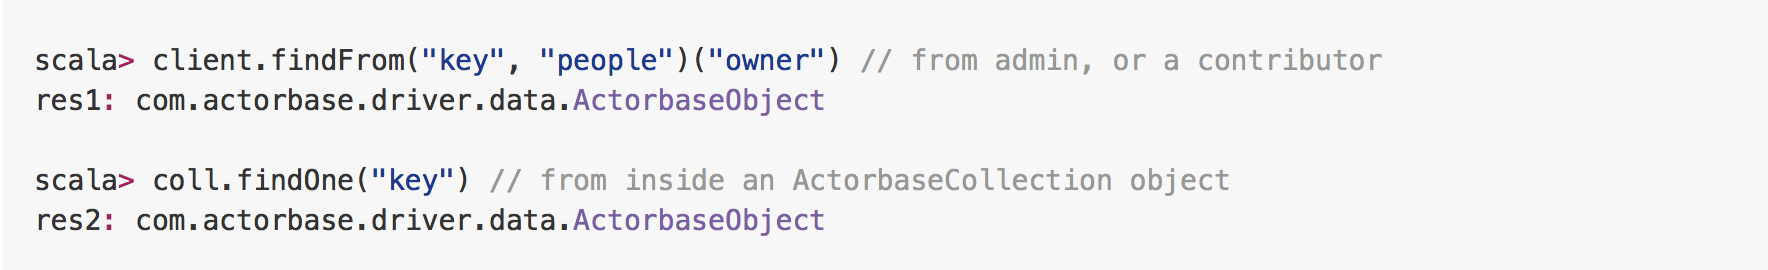 scala> client.findFrom("key", "people")("owner") // from admin, or a contributor
res1: com.actorbase.driver.data.ActorbaseObject
scala> coll.findOne("key") // from inside an ActorbaseCollection object
res2: com.actorbase.driver.data.ActorbaseObject